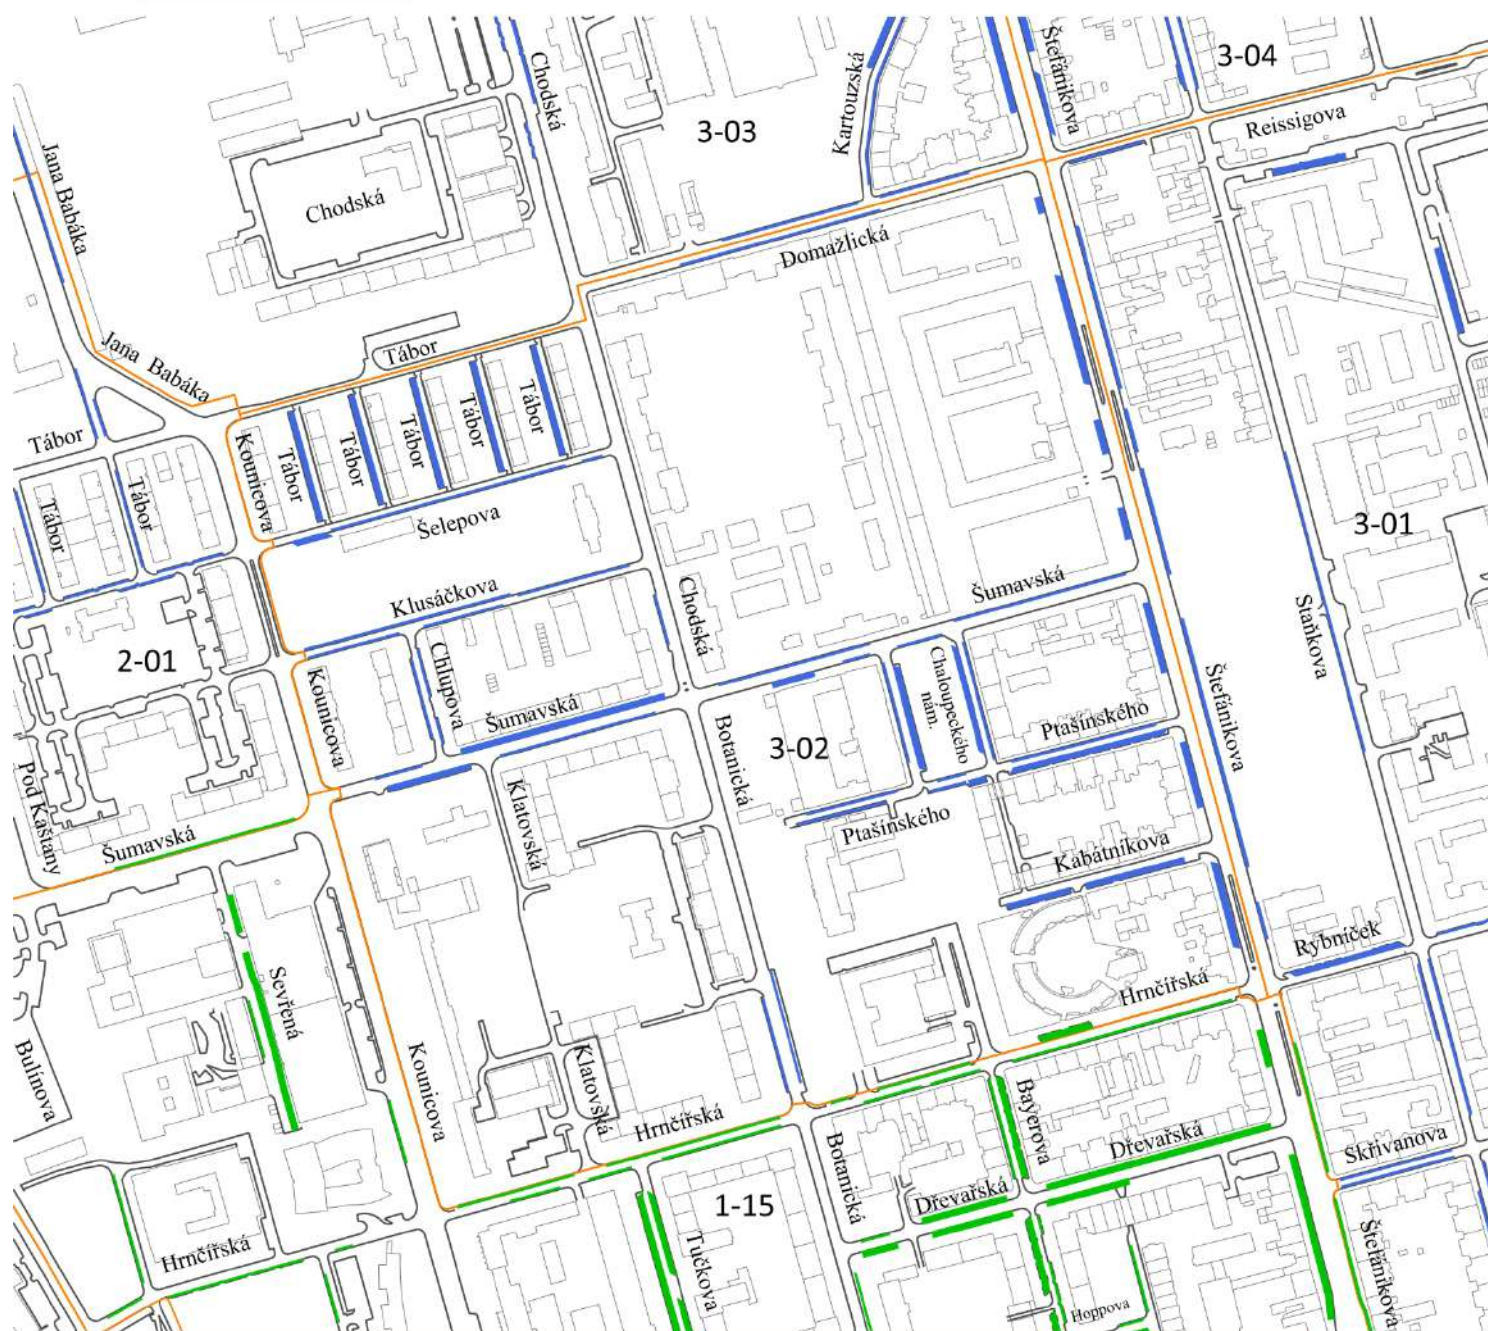 Štefánikova
3-04
Chodská
Kartouzská
Reissigova
3-03
Jana Babáka
Chodská
Domažlická
Jana Babáka
Tábor
Tábor
Tábor
Tábor
Tábor
Tábor
Tábor
Kounicova
Tábor
Tábor
Šelepova
3-01
Klusáčkova
Chodská
Šumavská
Staňkova
2-01
Kounicova
Chlupova
Šumavská
Chaloupeckého
nám.
Ptašínského
Štefánikova
Botanická
3-02
Pod Kaštany
Klatovská
Šumavská
Ptašínského
Kabátníkova
Rybníček
Sevřená
Hrnčířská
Bulínova
Kounicova
Klatovská
Hrnčířská
Bayerova
Dřevařská
Skřivanova
Botanická
Dřevařská
1-15
Hrnčířská
Tučkova
Štefánikova
Hoppova